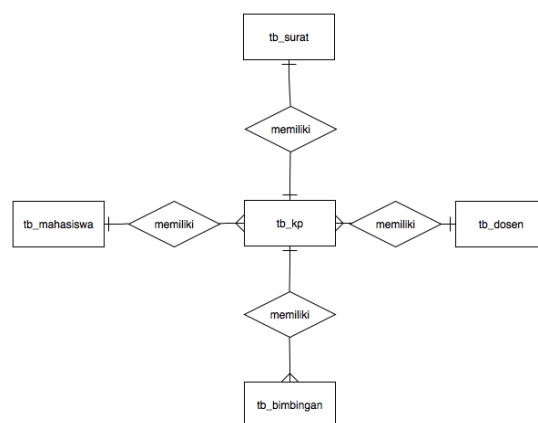 tb_surat
memiliki
tb_mahasiswa
memiliki
tb_kp
memiliki
tb_dosen
memiliki
tb_bimbingan